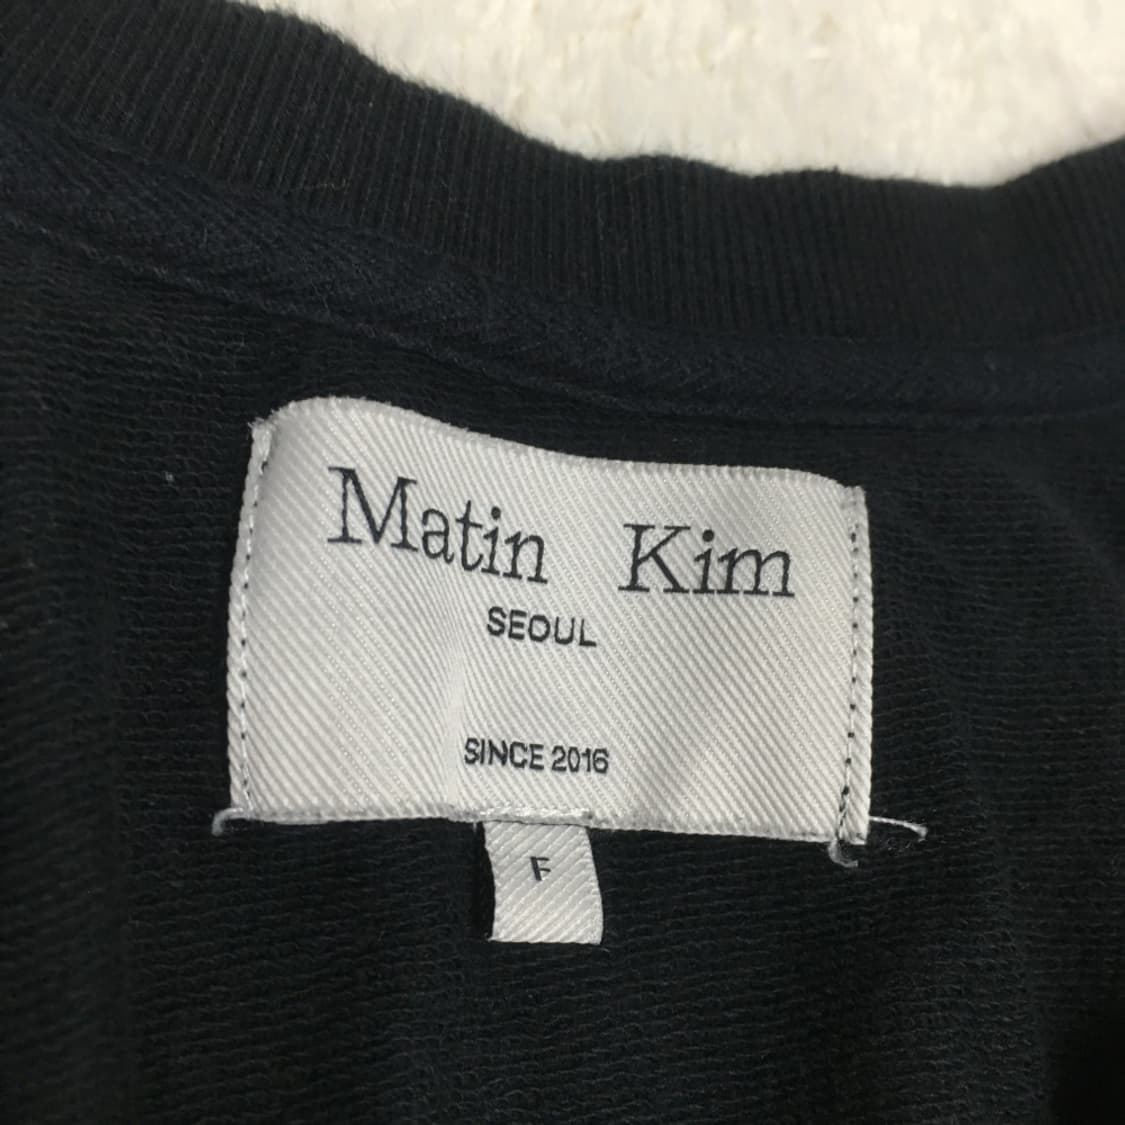 Matin Kim
SEOUL
SINCE 2016
F